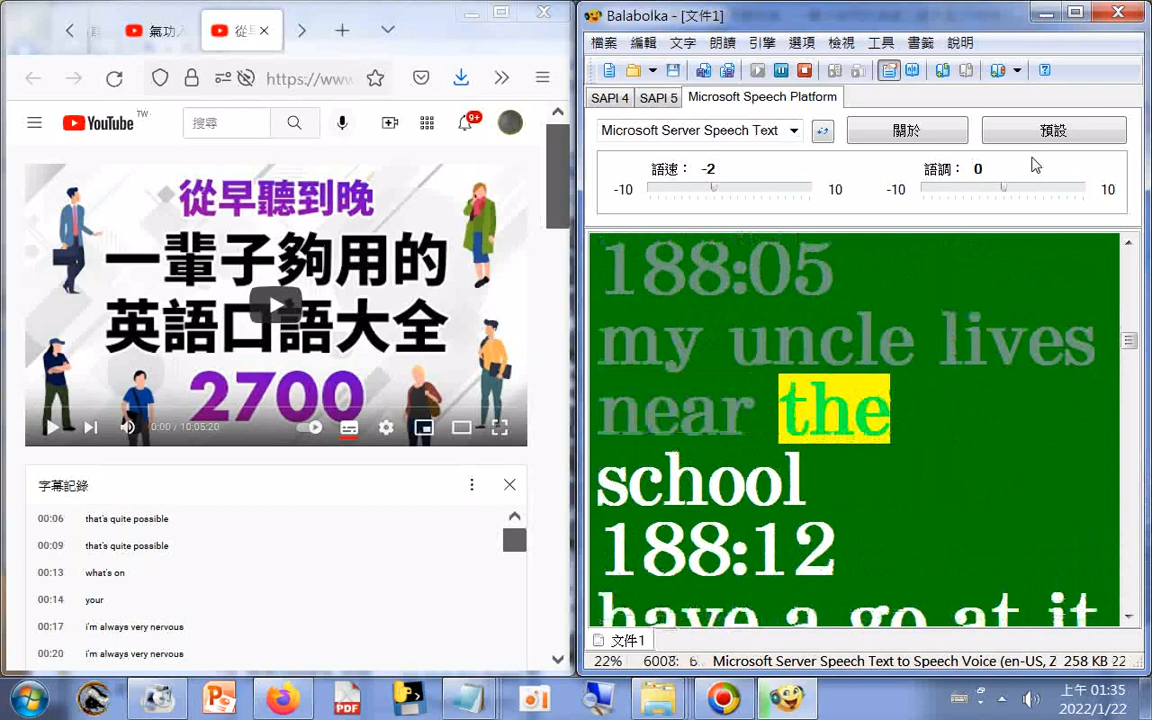 氣功
從
https://www
YouTube TW
搜尋
9+
從早聽到晚
一輩子夠用的
英語口語大全
2700
0:00 / 10:05:20
字幕記錄
00:06 that's quite possible
00:09 that's quite possible
00:13 what's on
00:14 your
00:17 i'm always very nervous
00:20 i'm always very nervous
Balabolka - [文件1]
檔案 編輯 文字 朗讀 引擎 選項 檢視 工具 書籤 說明
SAPI 4 SAPI 5 Microsoft Speech Platform
Microsoft Server Speech Text 關於 預設
語速： -2 語調： 0
-10 10 -10 10
188:05
my uncle lives
near the
school
188:12
have a go at it
文件1
22% 6008: 6. Microsoft Server Speech Text to Speech Voice (en-US, Z 258 KB 22
PDF
上午 01:35
2022/1/22